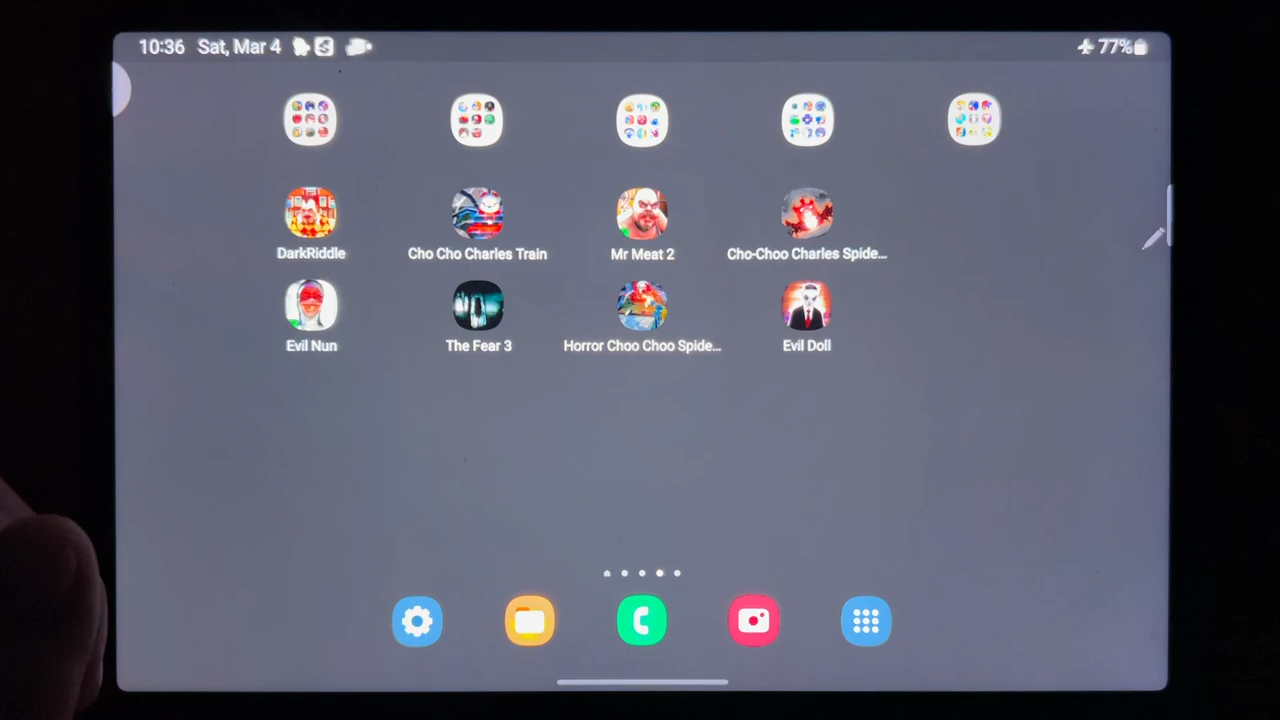 10:36 Sat, Mar 4 77%
DarkRiddle Cho Cho Charles Train Mr Meat 2 Cho-Choo Charles Spide...
Evil Nun The Fear 3 Horror Choo Choo Spide... Evil Doll